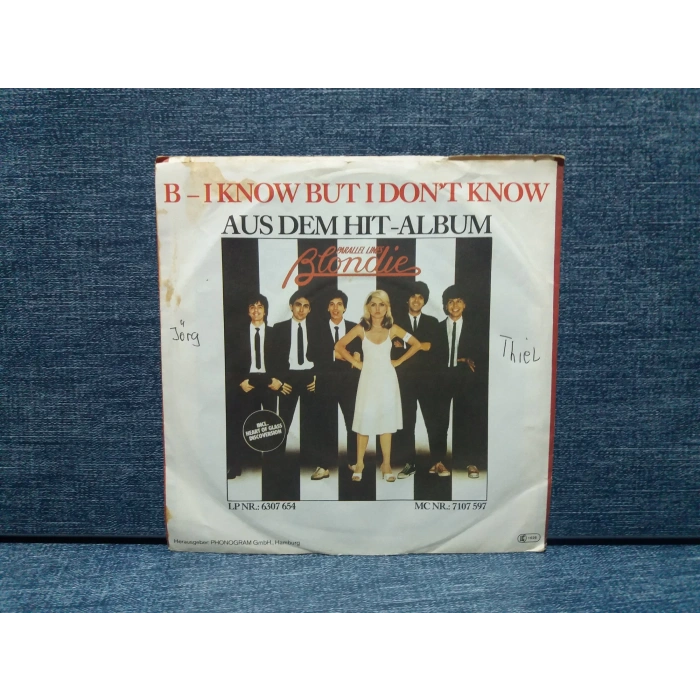 B – I KNOW BUT I DON'T KNOW
AUS DEM HIT-ALBUM
PARALLEL LINES
Blondie
Jörg
Thiel
INCL.
HEART OF GLASS
DISCOVERSION
LP NR.: 6307 654
MC NR.: 7107 597
Herausgeber: PHONOGRAM GmbH., Hamburg